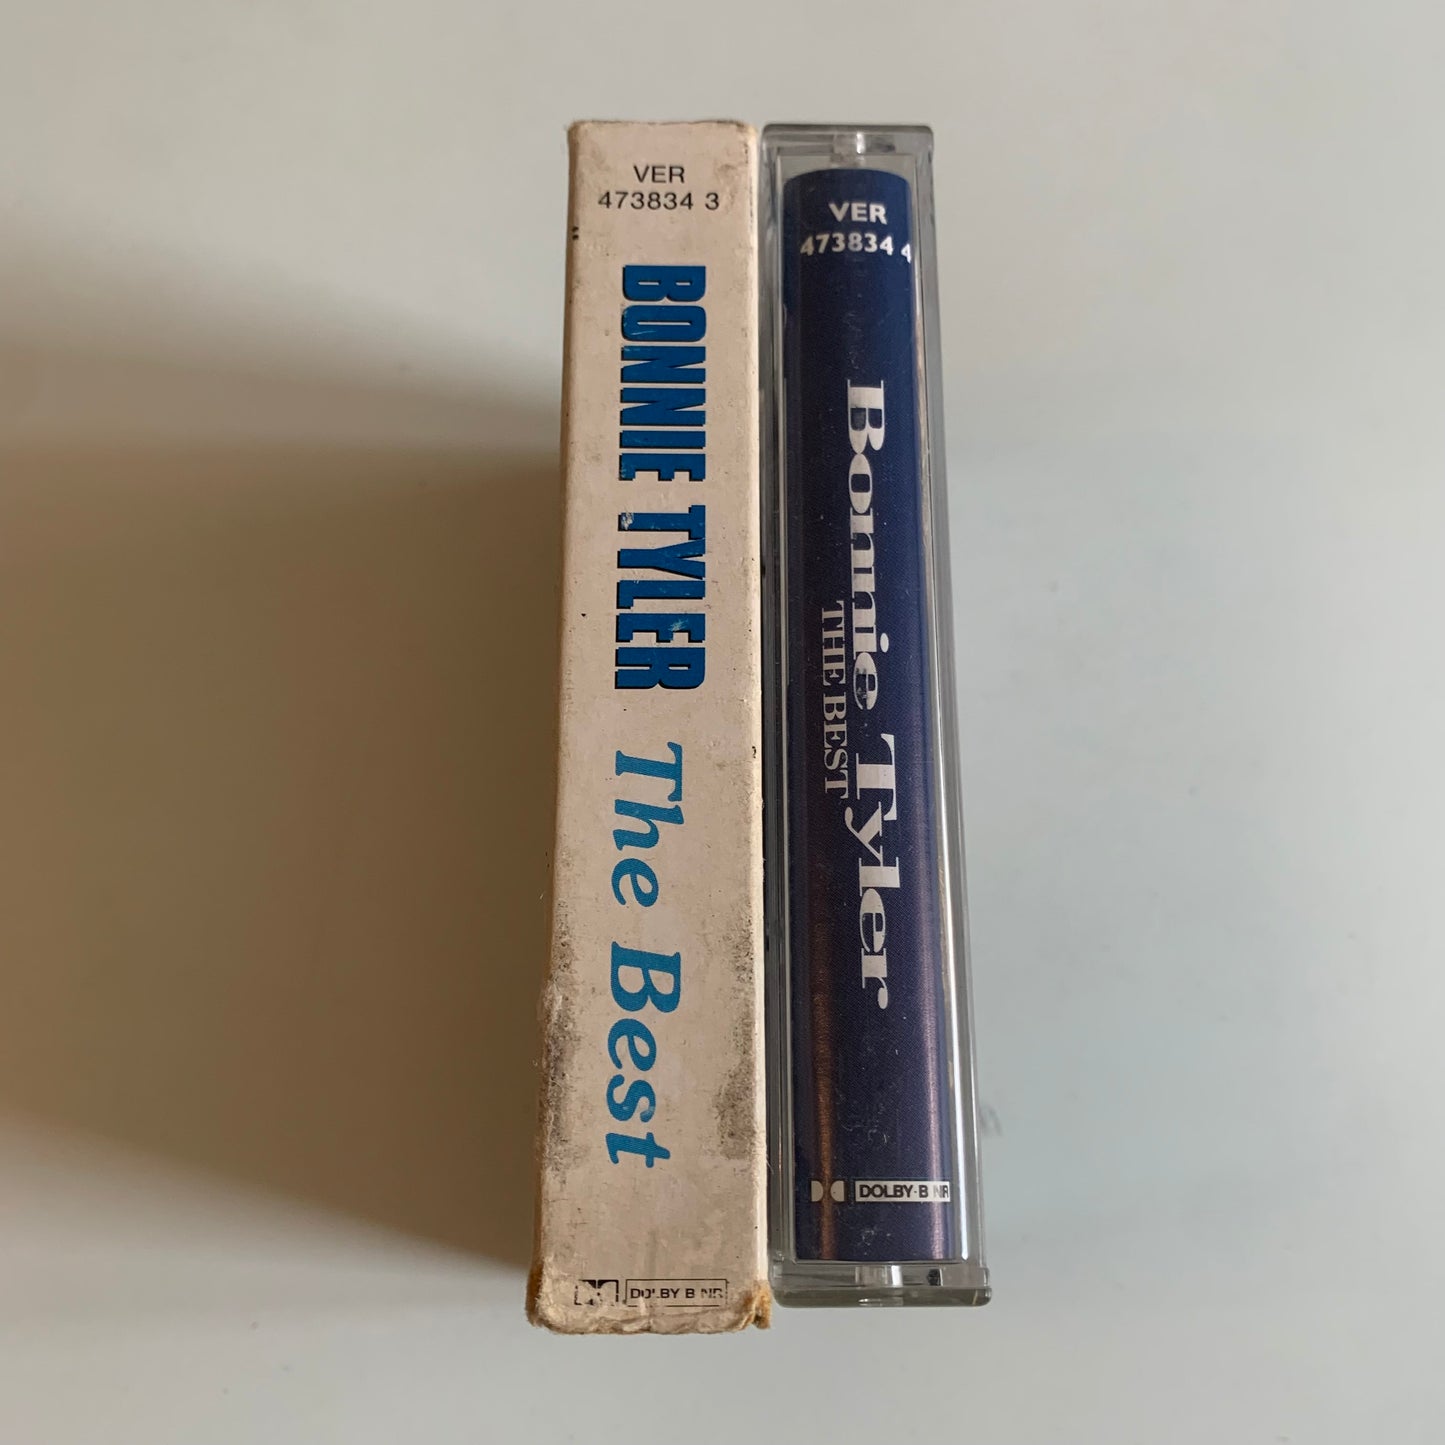 VER
473834 3
BONNIE TYLER The Best
DOLBY B NR
VER
473834 4
Bonnie Tyler
THE BEST
DOLBY·B NR